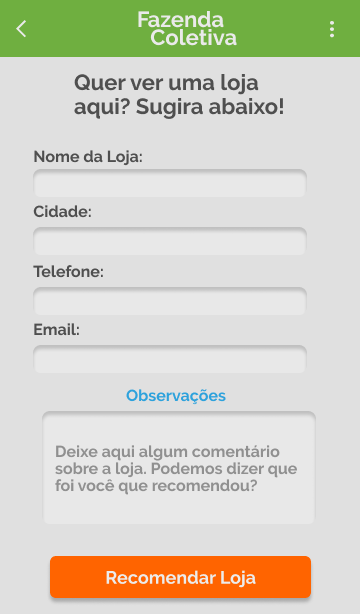 Fazenda
Coletiva
Quer ver uma loja
aqui? Sugira abaixo!
Nome da Loja:
Cidade:
Telefone:
Email:
Observações
Deixe aqui algum comentário
sobre a loja. Podemos dizer que
foi você que recomendou?
Recomendar Loja